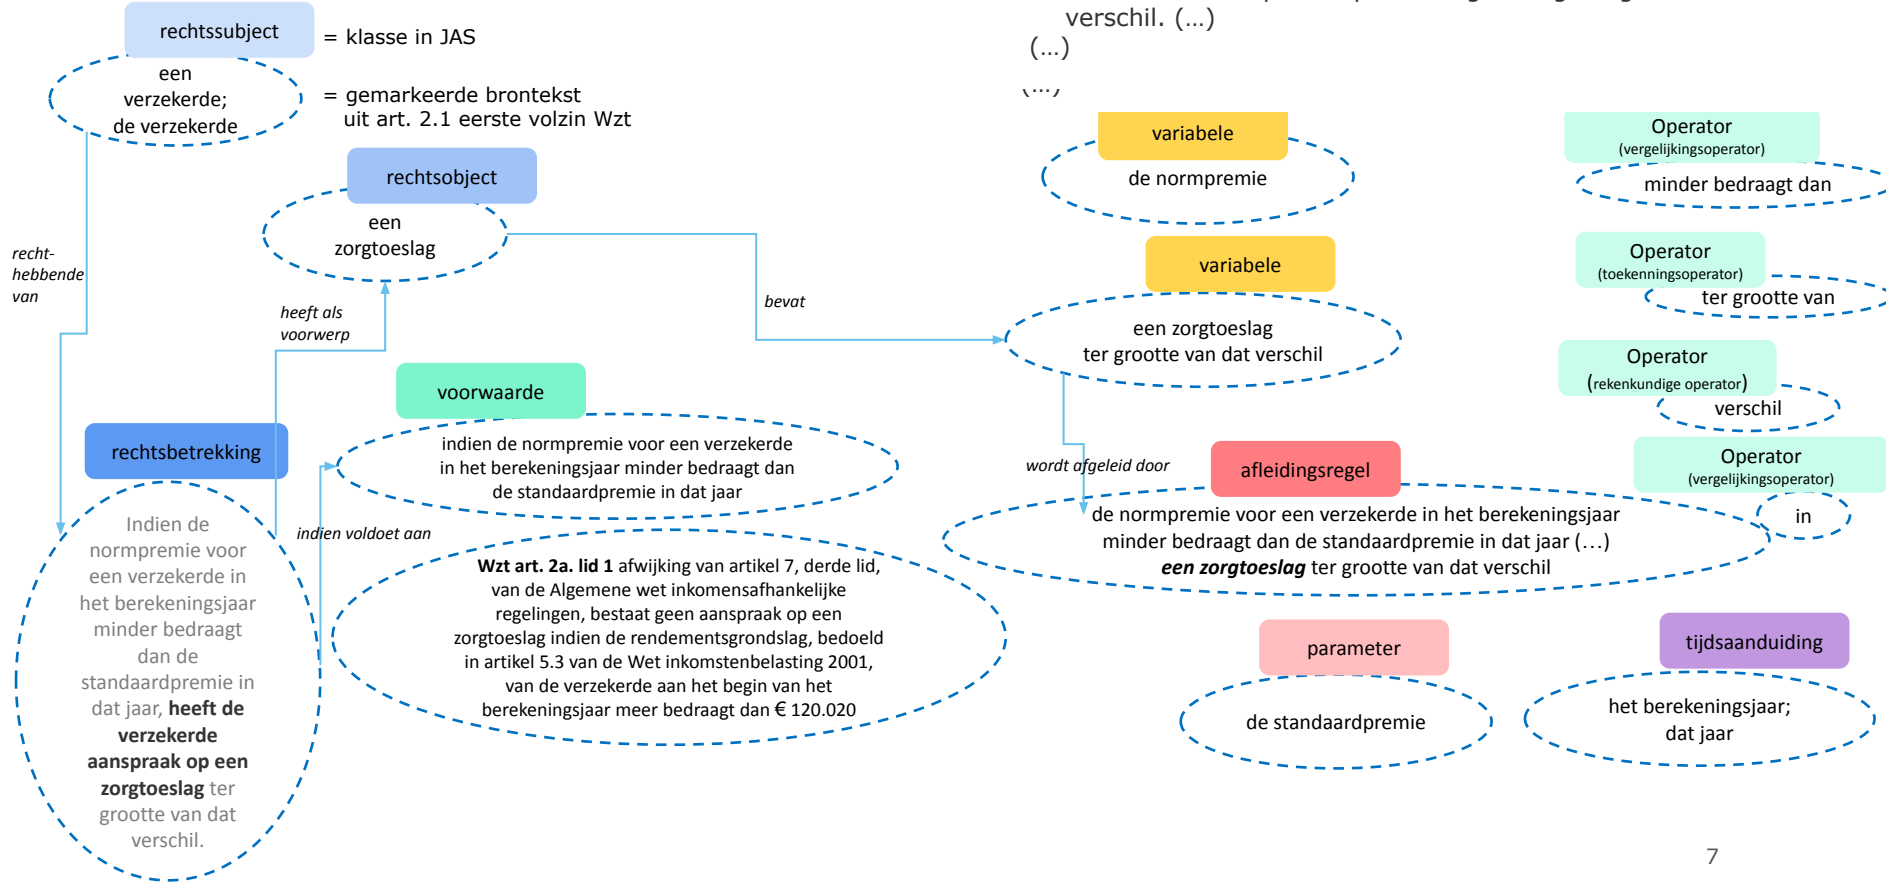 verschil. (...)
(...)
(...)
rechtssubject
= klasse in JAS
een
verzekerde;
de verzekerde
= gemarkeerde brontekst
uit art. 2.1 eerste volzin Wzt
rechtsobject
een
zorgtoeslag
recht-
hebbende
van
heeft als
voorwerp
bevat
variabele
de normpremie
variabele
een zorgtoeslag
ter grootte van dat verschil
Operator
(vergelijkingsoperator)
minder bedraagt dan
Operator
(toekenningsoperator)
ter grootte van
Operator
(rekenkundige operator)
verschil
Operator
(vergelijkingsoperator)
in
voorwaarde
indien de normpremie voor een verzekerde
in het berekeningsjaar minder bedraagt dan
de standaardpremie in dat jaar
rechtsbetrekking
Indien de
normpremie voor
een verzekerde in
het berekeningsjaar
minder bedraagt
dan de
standaardpremie in
dat jaar, heeft de
verzekerde
aanspraak op een
zorgtoeslag ter
grootte van dat
verschil.
indien voldoet aan
Wzt art. 2a. lid 1 afwijking van artikel 7, derde lid,
van de Algemene wet inkomensafhankelijke
regelingen, bestaat geen aanspraak op een
zorgtoeslag indien de rendementsgrondslag, bedoeld
in artikel 5.3 van de Wet inkomstenbelasting 2001,
van de verzekerde aan het begin van het
berekeningsjaar meer bedraagt dan € 120.020
wordt afgeleid door
afleidingsregel
de normpremie voor een verzekerde in het berekeningsjaar
minder bedraagt dan de standaardpremie in dat jaar (...)
een zorgtoeslag ter grootte van dat verschil
parameter
de standaardpremie
tijdsaanduiding
het berekeningsjaar;
dat jaar
7